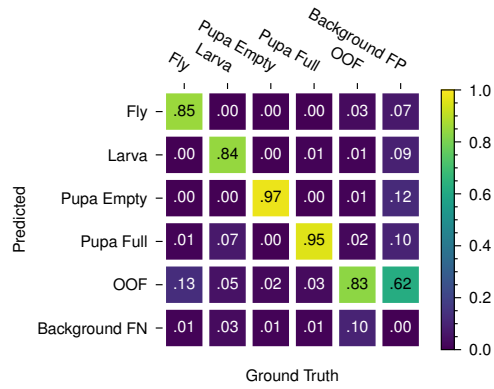 Fly
Larva
Pupa Empty
Pupa Full
OOF
Background FP
Fly .85 .00 .00 .00 .03 .07
Larva .00 .84 .00 .01 .01 .09
Pupa Empty .00 .00 .97 .00 .01 .12
Pupa Full .01 .07 .00 .95 .02 .10
OOF .13 .05 .02 .03 .83 .62
Background FN .01 .03 .01 .01 .10 .00
Predicted
Ground Truth
1.0
0.8
0.6
0.4
0.2
0.0